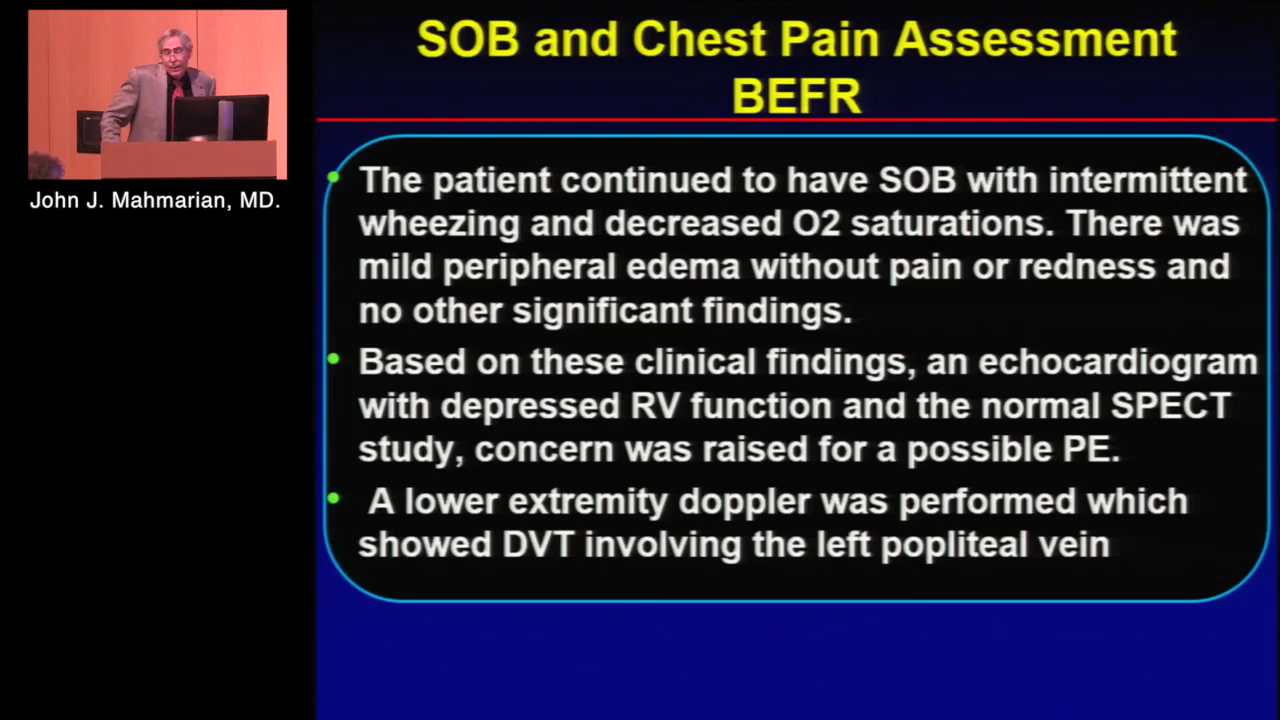 SOB and Chest Pain Assessment
BEFR
John J. Mahmarian, MD.
• The patient continued to have SOB with intermittent
wheezing and decreased O2 saturations. There was
mild peripheral edema without pain or redness and
no other significant findings.
• Based on these clinical findings, an echocardiogram
with depressed RV function and the normal SPECT
study, concern was raised for a possible PE.
• A lower extremity doppler was performed which
showed DVT involving the left popliteal vein